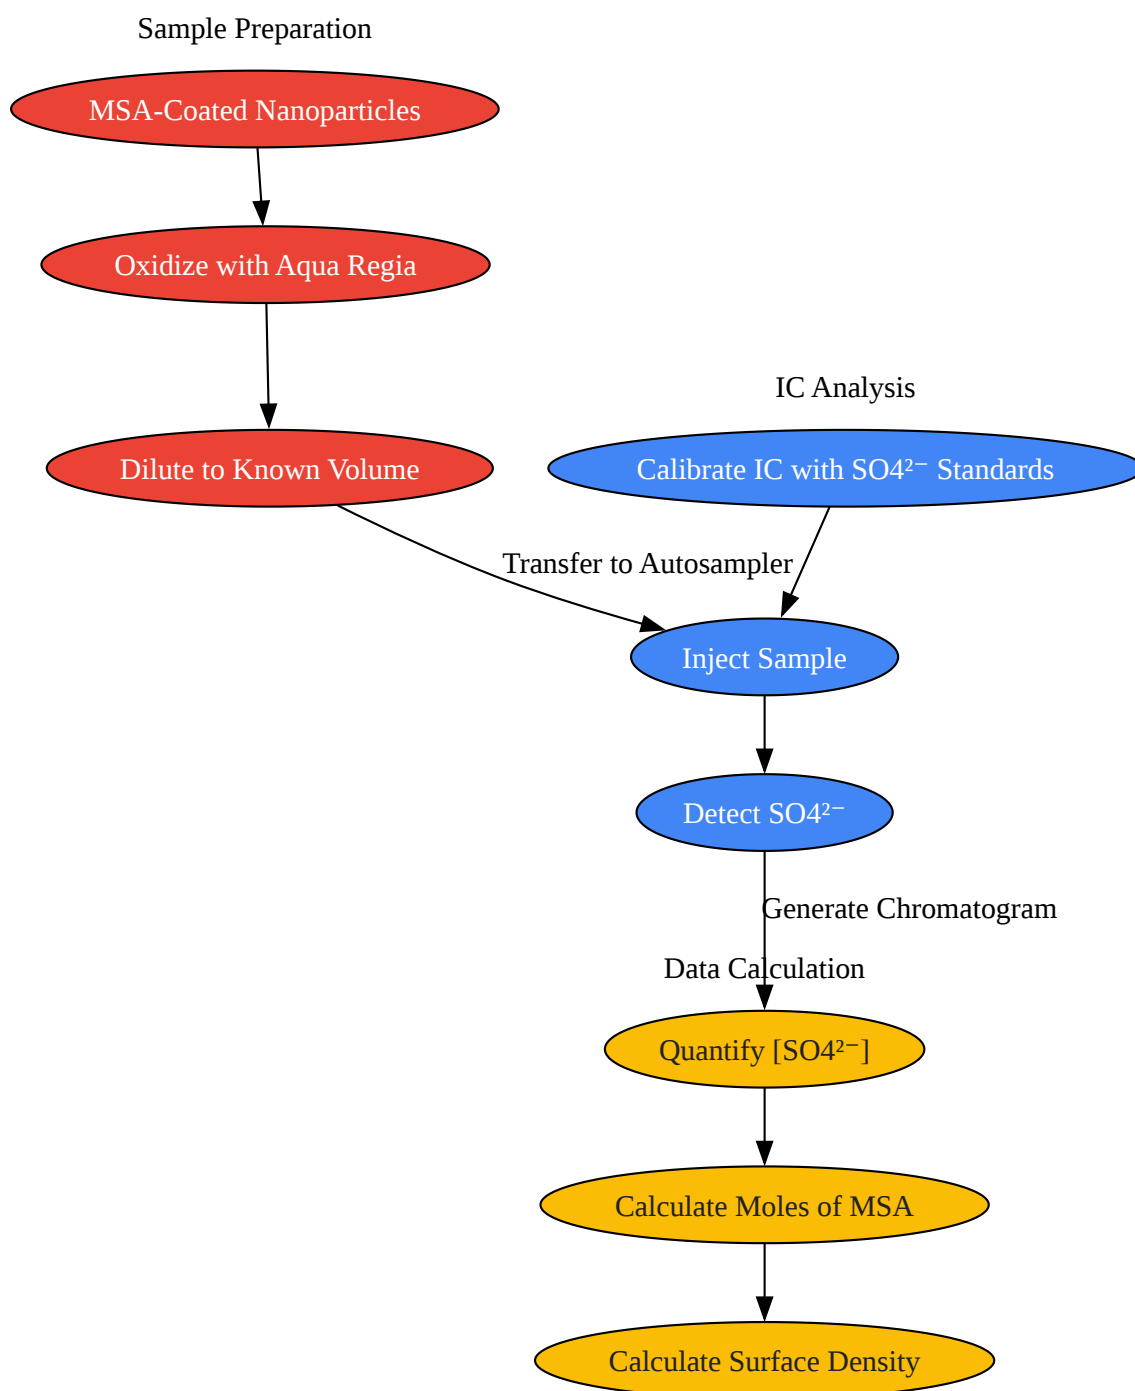 Sample Preparation
MSA-Coated Nanoparticles
Oxidize with Aqua Regia
IC Analysis
Dilute to Known Volume
Calibrate IC with SO4²⁻ Standards
Transfer to Autosampler
Inject Sample
Detect SO4²⁻
Generate Chromatogram
Data Calculation
Quantify [SO4²⁻]
Calculate Moles of MSA
Calculate Surface Density